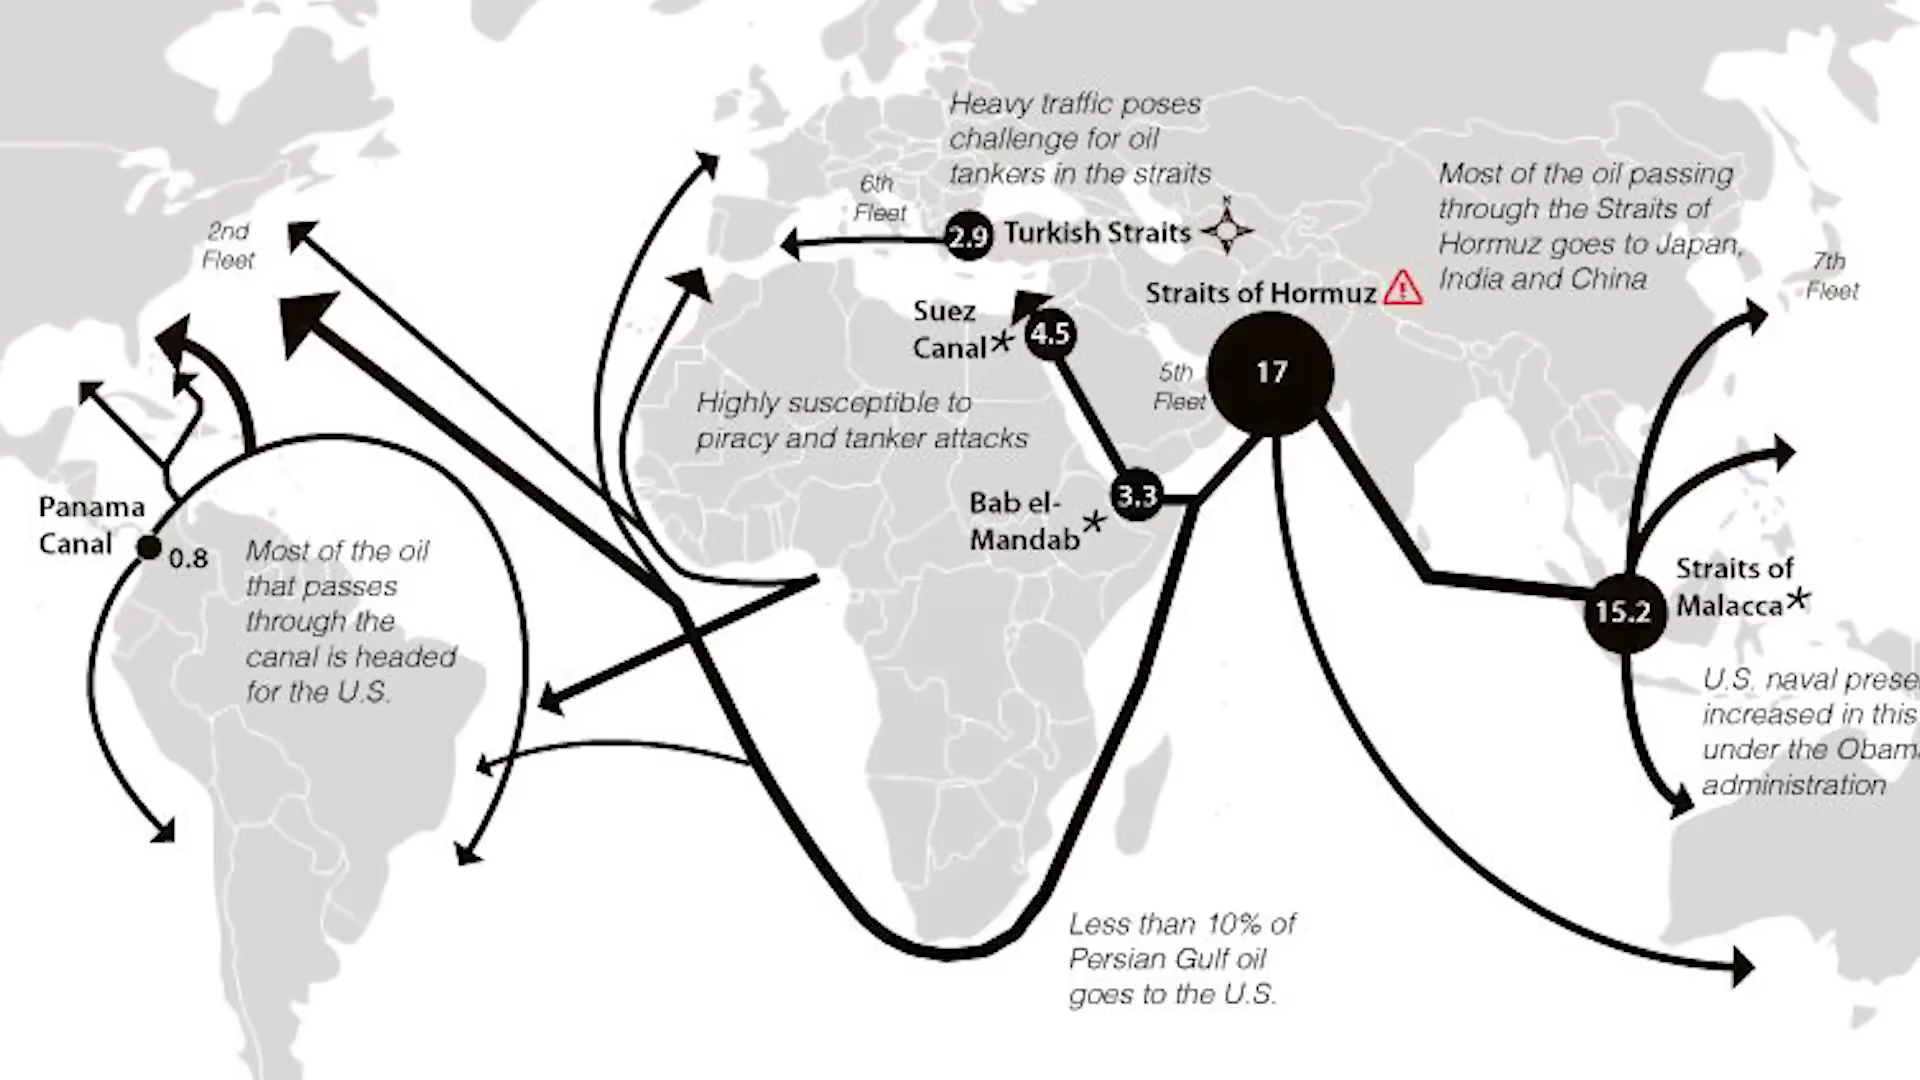 Heavy traffic poses
challenge for oil
tankers in the straits
6th
Fleet
2.9
Turkish Straits
N
2nd
Fleet
Most of the oil passing
through the Straits of
Hormuz goes to Japan,
India and China
7th
Fleet
Straits of Hormuz
Suez
Canal*
4.5
17
5th
Fleet
Highly susceptible to
piracy and tanker attacks
3.3
Bab el-
Mandab*
Panama
Canal
0.8
Most of the oil
that passes
through the
canal is headed
for the U.S.
Straits of
Malacca*
15.2
U.S. naval prese
increased in this
under the Obama
administration
Less than 10% of
Persian Gulf oil
goes to the U.S.